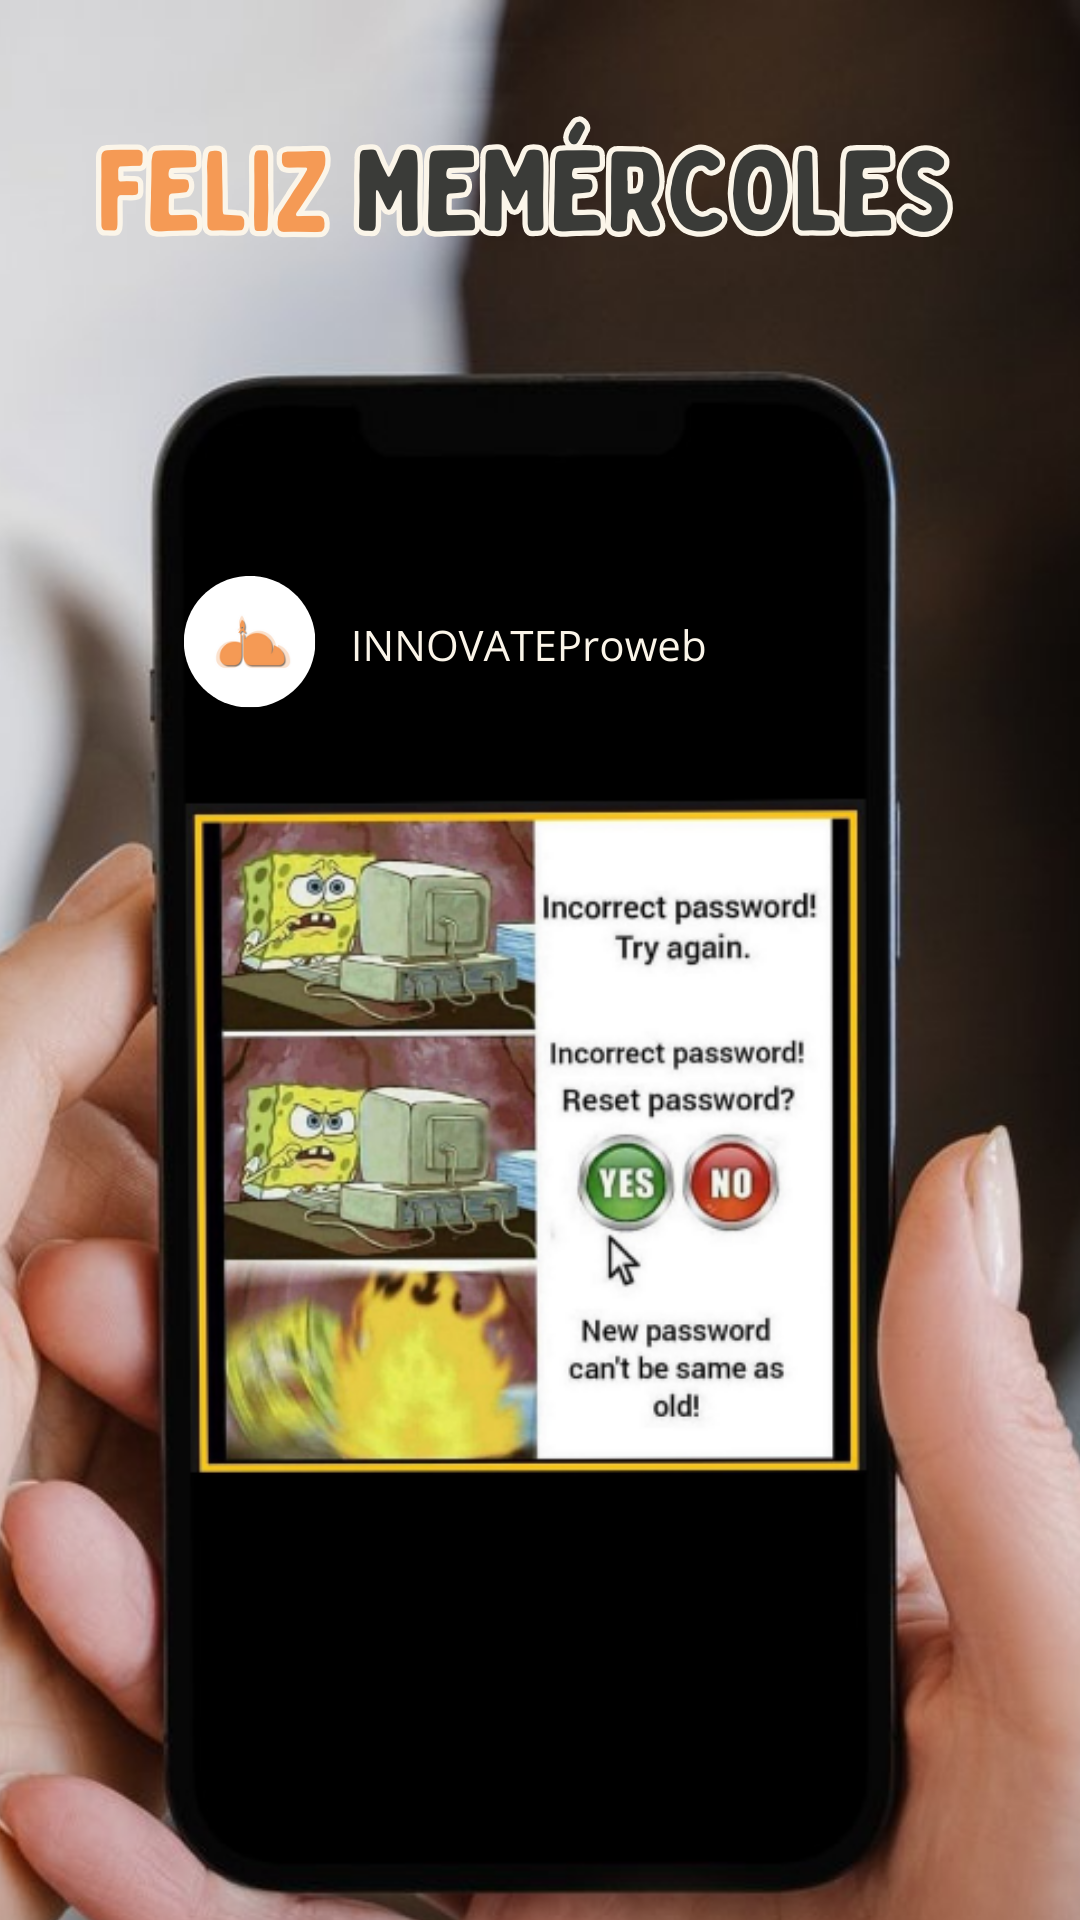 FELIZ MEMÉRCOLES
INNOVATEProweb
Incorrect password!
Try again.
Incorrect password!
Reset password?
YES NO
New password
can't be same as
old!